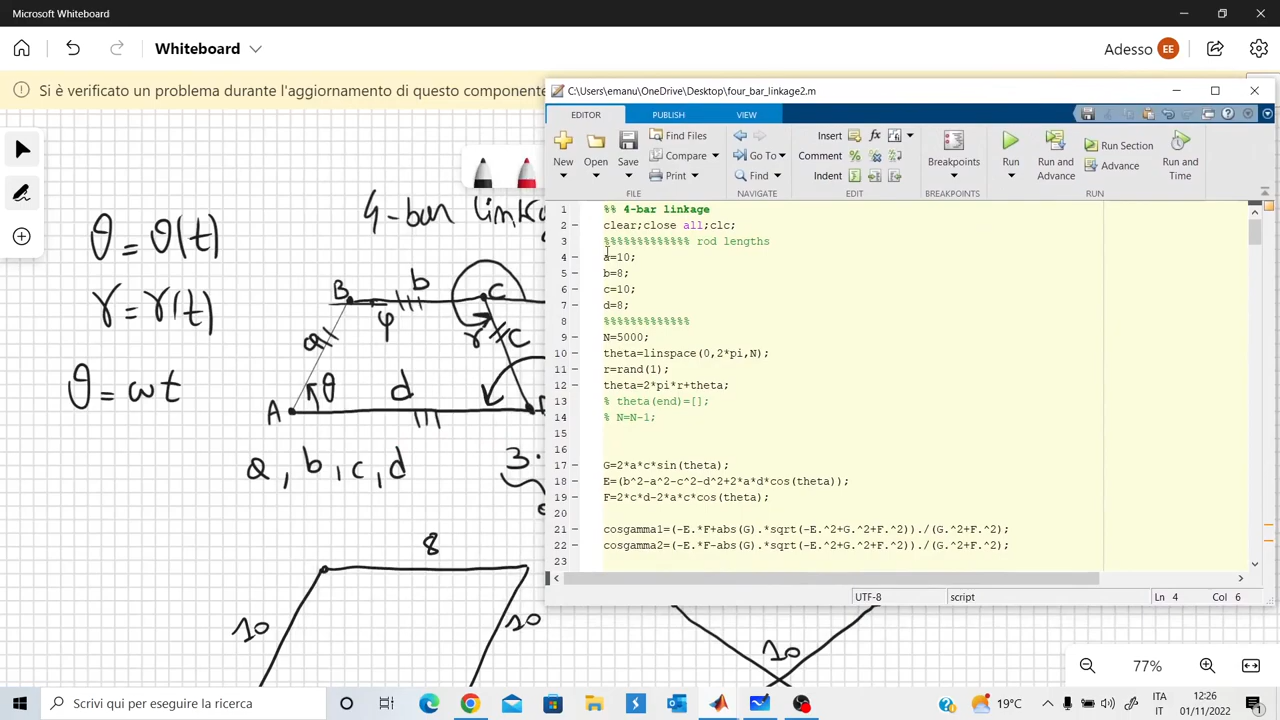 Microsoft Whiteboard
Whiteboard
Adesso EE
Si è verificato un problema durante l'aggiornamento di questo componente
C:\Users\emanu\OneDrive\Desktop\four_bar_linkage2.m
EDITOR PUBLISH VIEW
New Open Save
Find Files
Compare
Print
FILE
Go To
Find
NAVIGATE
Insert fx
Comment % %
Indent
EDIT
Breakpoints
BREAKPOINTS
Run
Run and Advance
Run Section
Advance
Run and Time
RUN
1 %% 4-bar linkage
2 clear;close all;clc;
3 %%%%%%%%%%%%% rod lengths
4 a=10;
5 b=8;
6 c=10;
7 d=8;
8 %%%%%%%%%%%%%
9 N=5000;
10 theta=linspace(0,2*pi,N);
11 r=rand(1);
12 theta=2*pi*r+theta;
13 % theta(end)=[];
14 % N=N-1;
15
16
17 G=2*a*c*sin(theta);
18 E=(b^2-a^2-c^2-d^2+2*a*d*cos(theta));
19 F=2*c*d-2*a*c*cos(theta);
20
21 cosgamma1=(-E.*F+abs(G).*sqrt(-E.^2+G.^2+F.^2))./(G.^2+F.^2);
22 cosgamma2=(-E.*F-abs(G).*sqrt(-E.^2+G.^2+F.^2))./(G.^2+F.^2);
23
UTF-8 script Ln 4 Col 6
4-bar
θ = θ(t)
γ = γ(t)
θ = ωt
B b C
φ γ c
a θ d
A
a, b, c, d
3.
8
10 10
10
77%
Scrivi qui per eseguire la ricerca
19°C
ITA
IT
12:26
01/11/2022